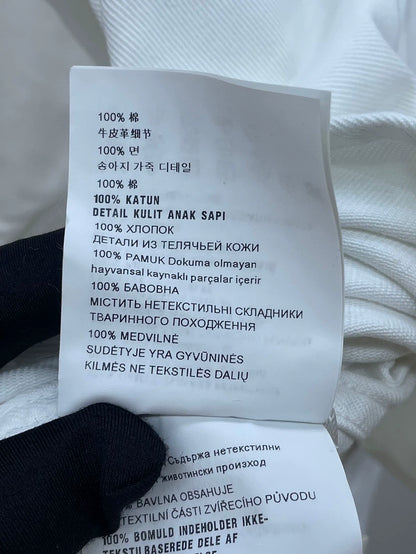 100% 棉
牛皮革细节
100% 면
송아지 가죽 디테일
100% 棉
100% KATUN
DETAIL KULIT ANAK SAPI
100% ХЛОПОК
ДЕТАЛИ ИЗ ТЕЛЯЧЬЕЙ КОЖИ
100% PAMUK Dokuma olmayan
hayvansal kaynaklı parçalar içerir
100% БАВОВНА
МІСТИТЬ НЕТЕКСТИЛЬНІ СКЛАДНИКИ
ТВАРИННОГО ПОХОДЖЕННЯ
100% MEDVILNĖ
SUDĖTYJE YRA GYVŪNINĖS
KILMĖS NE TEKSTILĖS DALIŲ
Съдържа нетекстилни
животински произход
BAVLNA OBSAHUJE
TEXTILNÍ ČÁSTI ZVÍŘECÍHO PŮVODU
100% BOMULD INDEHOLDER IKKE-
TEKSTILBASEREDE DELE AF